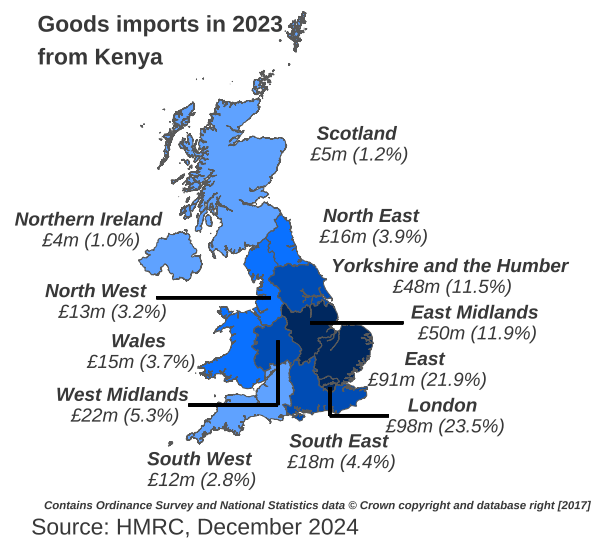 Goods imports in 2023
from Kenya
Scotland
£5m (1.2%)
Northern Ireland
£4m (1.0%)
North East
£16m (3.9%)
Yorkshire and the Humber
£48m (11.5%)
North West
£13m (3.2%)
East Midlands
£50m (11.9%)
Wales
£15m (3.7%)
East
£91m (21.9%)
West Midlands
£22m (5.3%)
London
£98m (23.5%)
South East
£18m (4.4%)
South West
£12m (2.8%)
Contains Ordinance Survey and National Statistics data © Crown copyright and database right [2017]
Source: HMRC, December 2024